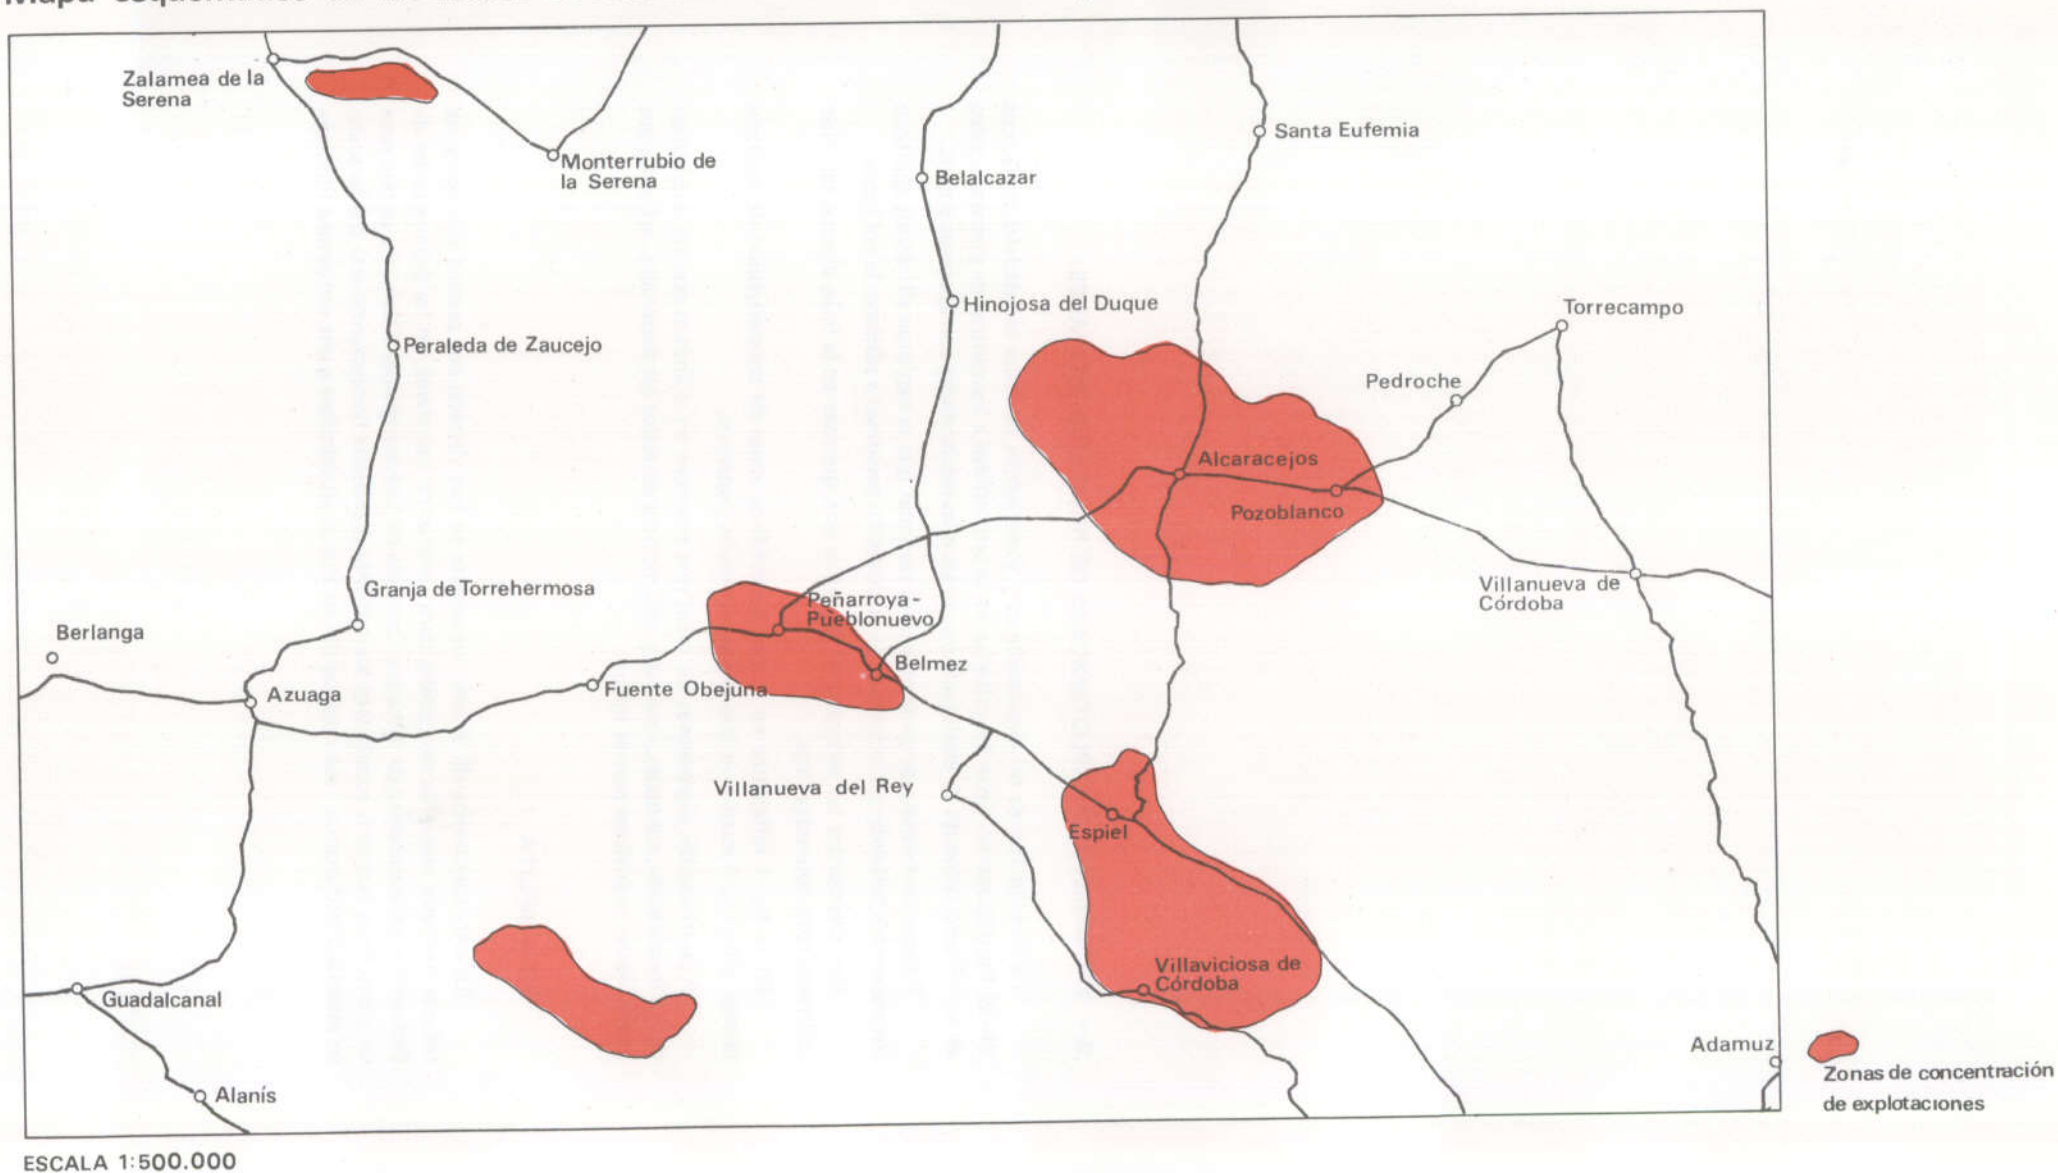 Zalamea de la
Serena
Monterrubio de
la Serena
Santa Eufemia
Belalcazar
Hinojosa del Duque
Torrecampo
Peraleda de Zaucejo
Pedroche
Alcaracejos
Pozoblanco
Granja de Torrehermosa
Villanueva de
Córdoba
Peñarroya-
Pueblonuevo
Berlanga
Belmez
Azuaga
Fuente Obejuna
Villanueva del Rey
Espiel
Villaviciosa de
Córdoba
Guadalcanal
Adamuz
Zonas de concentración
de explotaciones
Alanís
ESCALA 1:500.000